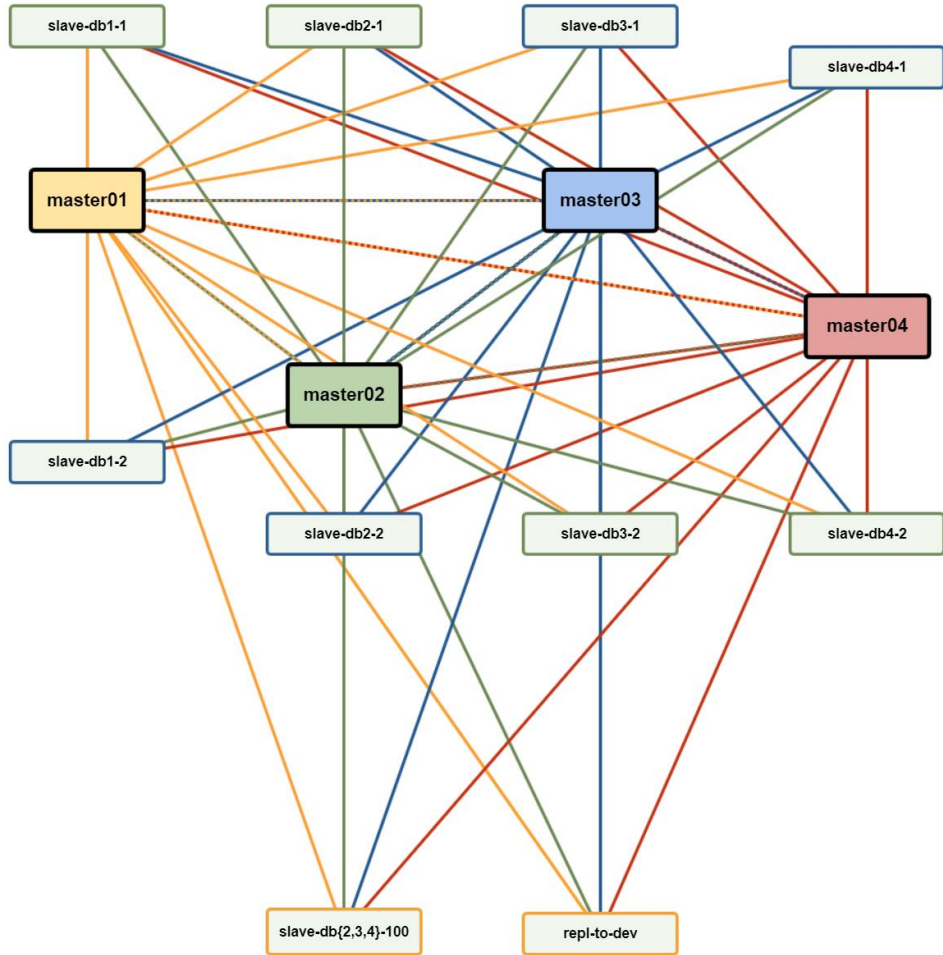 slave-db1-1
slave-db2-1
slave-db3-1
slave-db4-1
master01
master03
master04
master02
slave-db1-2
slave-db2-2
slave-db3-2
slave-db4-2
slave-db{2,3,4}-100
repl-to-dev